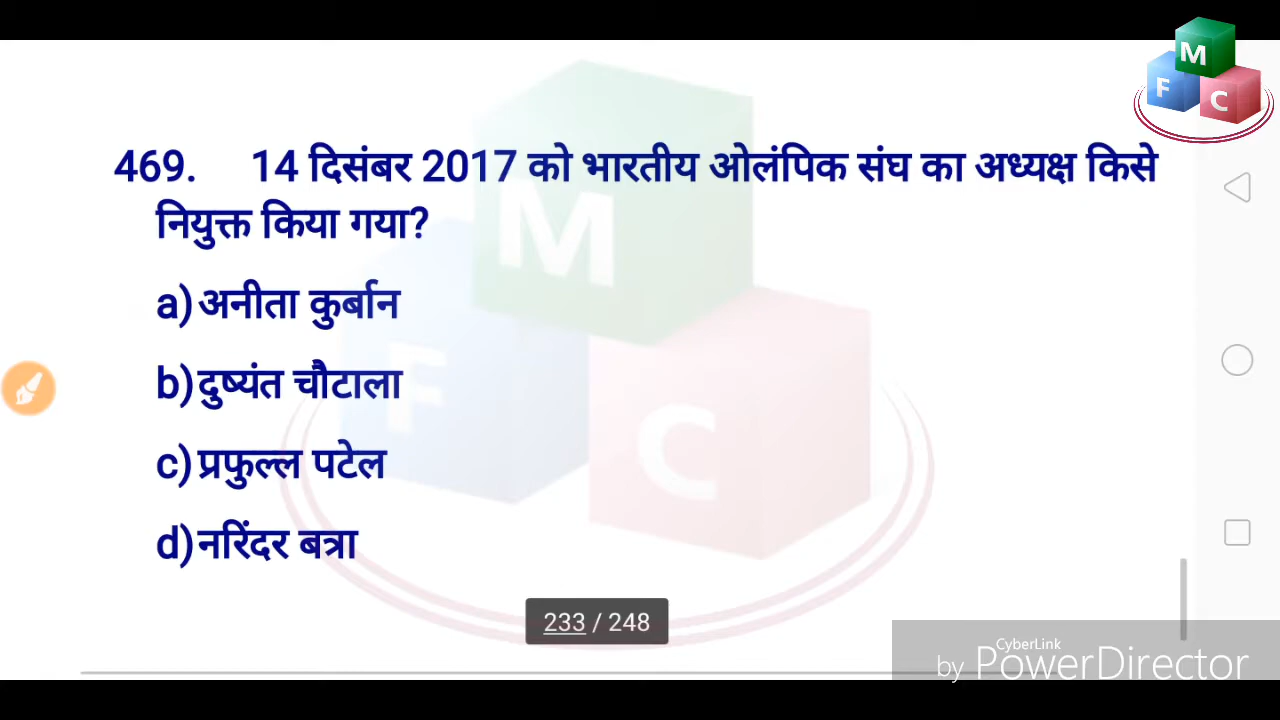 M
F
C
469. 14 दिसंबर 2017 को भारतीय ओलंपिक संघ का अध्यक्ष किसे
नियुक्त किया गया?
a)अनीता कुर्बान
b)दुष्यंत चौटाला
c)प्रफुल्ल पटेल
d)नरिंदर बत्रा
M
F
C
233 / 248
CyberLink
by PowerDirector